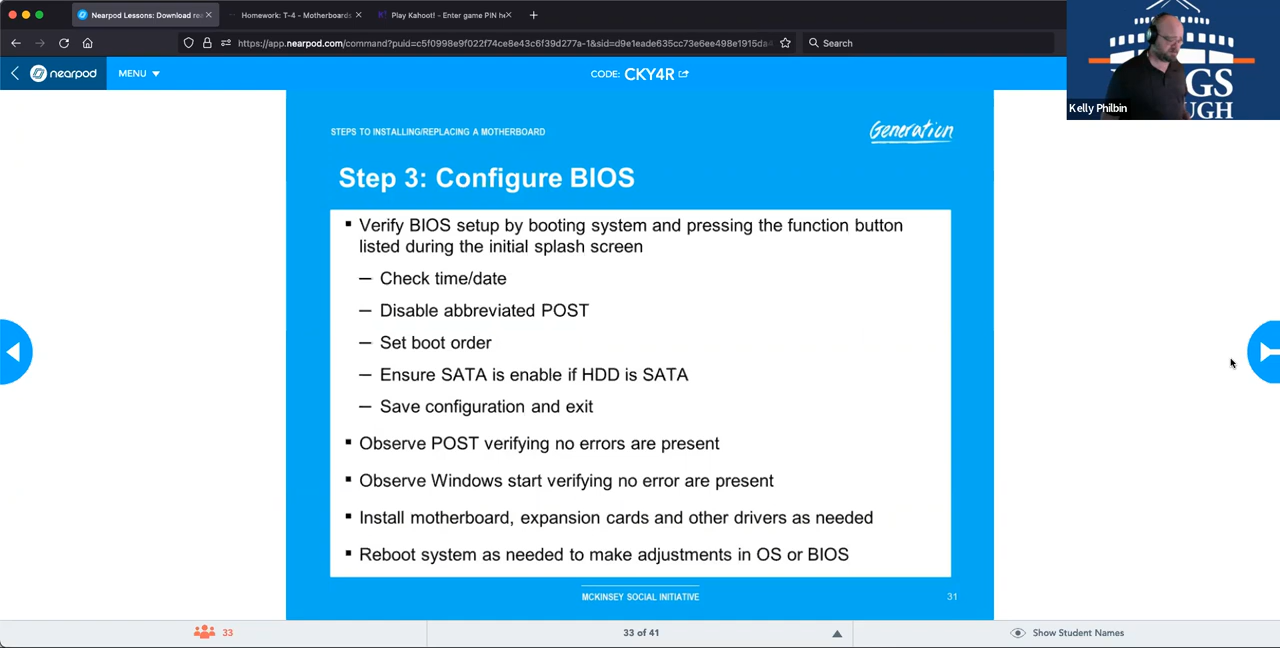 Nearpod Lessons: Download re
Homework: T-4 - Motherboards
Play Kahoot! - Enter game PIN he
https://app.nearpod.com/command?puid=c5f0998e9f022f74ce8e43c6f39d277a-1&sid=d9e1eade635cc73e6ee498e1915da4
Search
nearpod
MENU
CODE: CKY4R
GS
UGH
Kelly Philbin
STEPS TO INSTALLING/REPLACING A MOTHERBOARD
Generation
Step 3: Configure BIOS
▪ Verify BIOS setup by booting system and pressing the function button
listed during the initial splash screen
– Check time/date
– Disable abbreviated POST
– Set boot order
– Ensure SATA is enable if HDD is SATA
– Save configuration and exit
▪ Observe POST verifying no errors are present
▪ Observe Windows start verifying no error are present
▪ Install motherboard, expansion cards and other drivers as needed
▪ Reboot system as needed to make adjustments in OS or BIOS
MCKINSEY SOCIAL INITIATIVE
31
33
33 of 41
Show Student Names